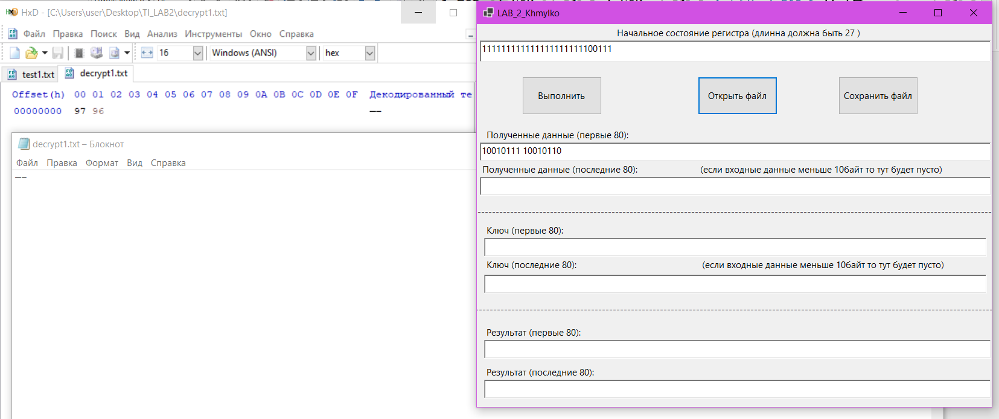 HxD - [C:\Users\user\Desktop\TI_LAB2\decrypt1.txt]
Файл Правка Поиск Вид Анализ Инструменты Окно Справка
16 Windows (ANSI) hex
test1.txt decrypt1.txt
Offset(h) 00 01 02 03 04 05 06 07 08 09 0A 0B 0C 0D 0E 0F Декодированный те
00000000 97 96 —–
decrypt1.txt – Блокнот
Файл Правка Формат Вид Справка
—–
LAB_2_Khmylko
Начальное состояние регистра (длинна должна быть 27 )
111111111111111111111100111
Выполнить Открыть файл Сохранить файл
Полученные данные (первые 80):
10010111 10010110
Полученные данные (последние 80): (если входные данные меньше 10байт то тут будет пусто)
Ключ (первые 80):
Ключ (последние 80): (если входные данные меньше 10байт то тут будет пусто)
Результат (первые 80):
Результат (последние 80):